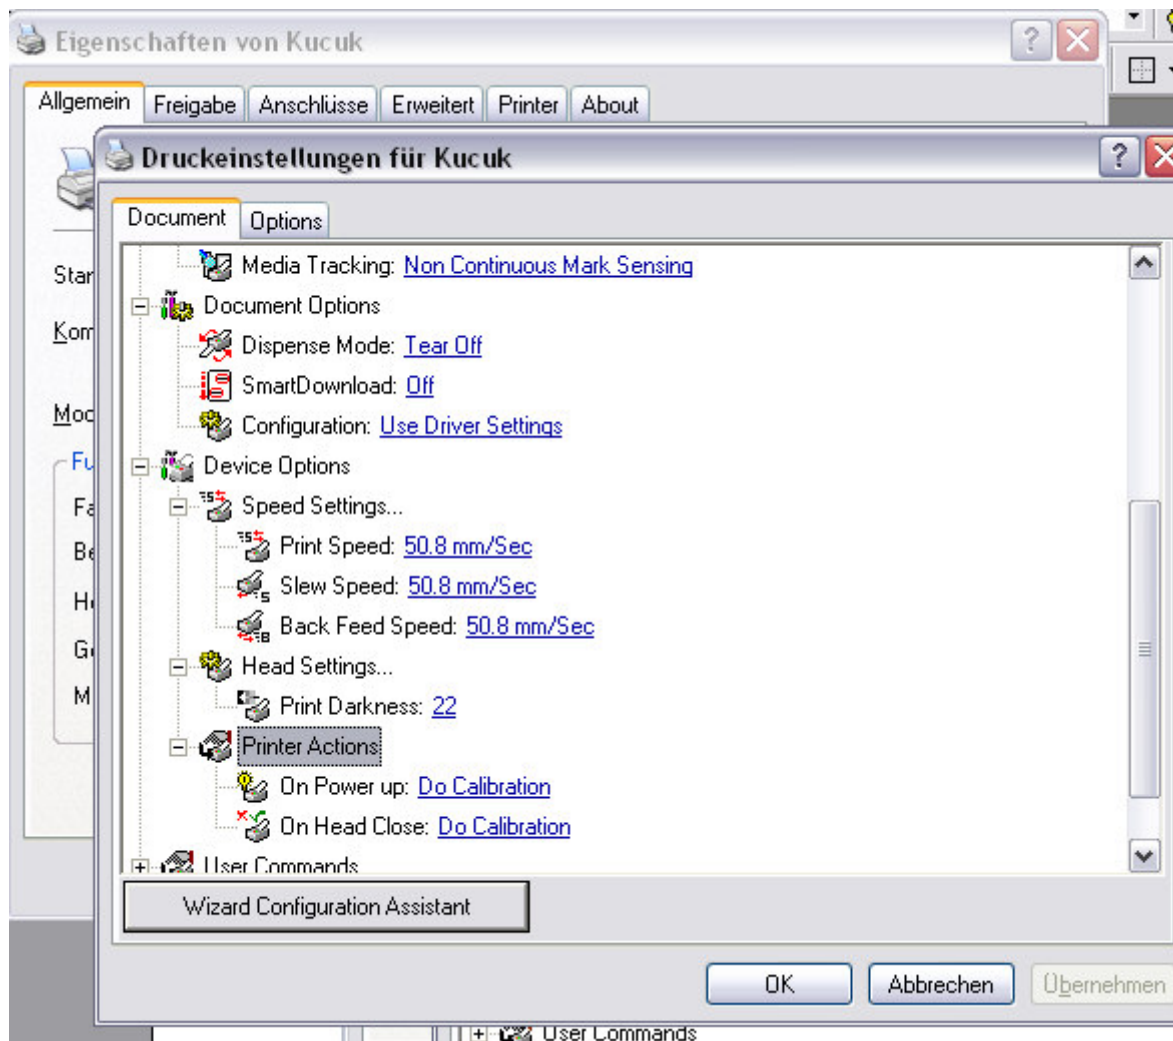 Eigenschaften von Kucuk
Allgemein Freigabe Anschlüsse Erweitert Printer About
Druckeinstellungen für Kucuk
Document Options
Media Tracking: Non Continuous Mark Sensing
Document Options
Dispense Mode: Tear Off
SmartDownload: Off
Configuration: Use Driver Settings
Device Options
Speed Settings...
Print Speed: 50.8 mm/Sec
Slew Speed: 50.8 mm/Sec
Back Feed Speed: 50.8 mm/Sec
Head Settings...
Print Darkness: 22
Printer Actions
On Power up: Do Calibration
On Head Close: Do Calibration
User Commands
Wizard Configuration Assistant
OK Abbrechen Übernehmen
User Commands